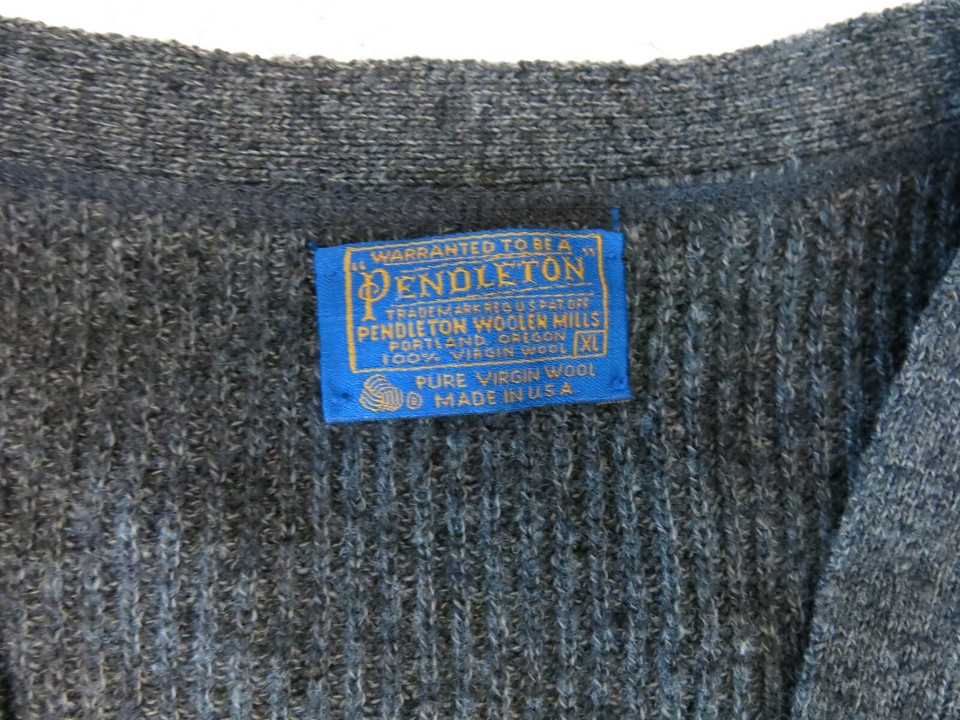 WARRANTED TO BE A
"PENDLETON"
TRADEMARK REG U.S PAT. OFF
PENDLETON WOOLEN MILLS
PORTLAND, OREGON
100% VIRGIN WOOL XL
PURE VIRGIN WOOL
® MADE IN U.S.A